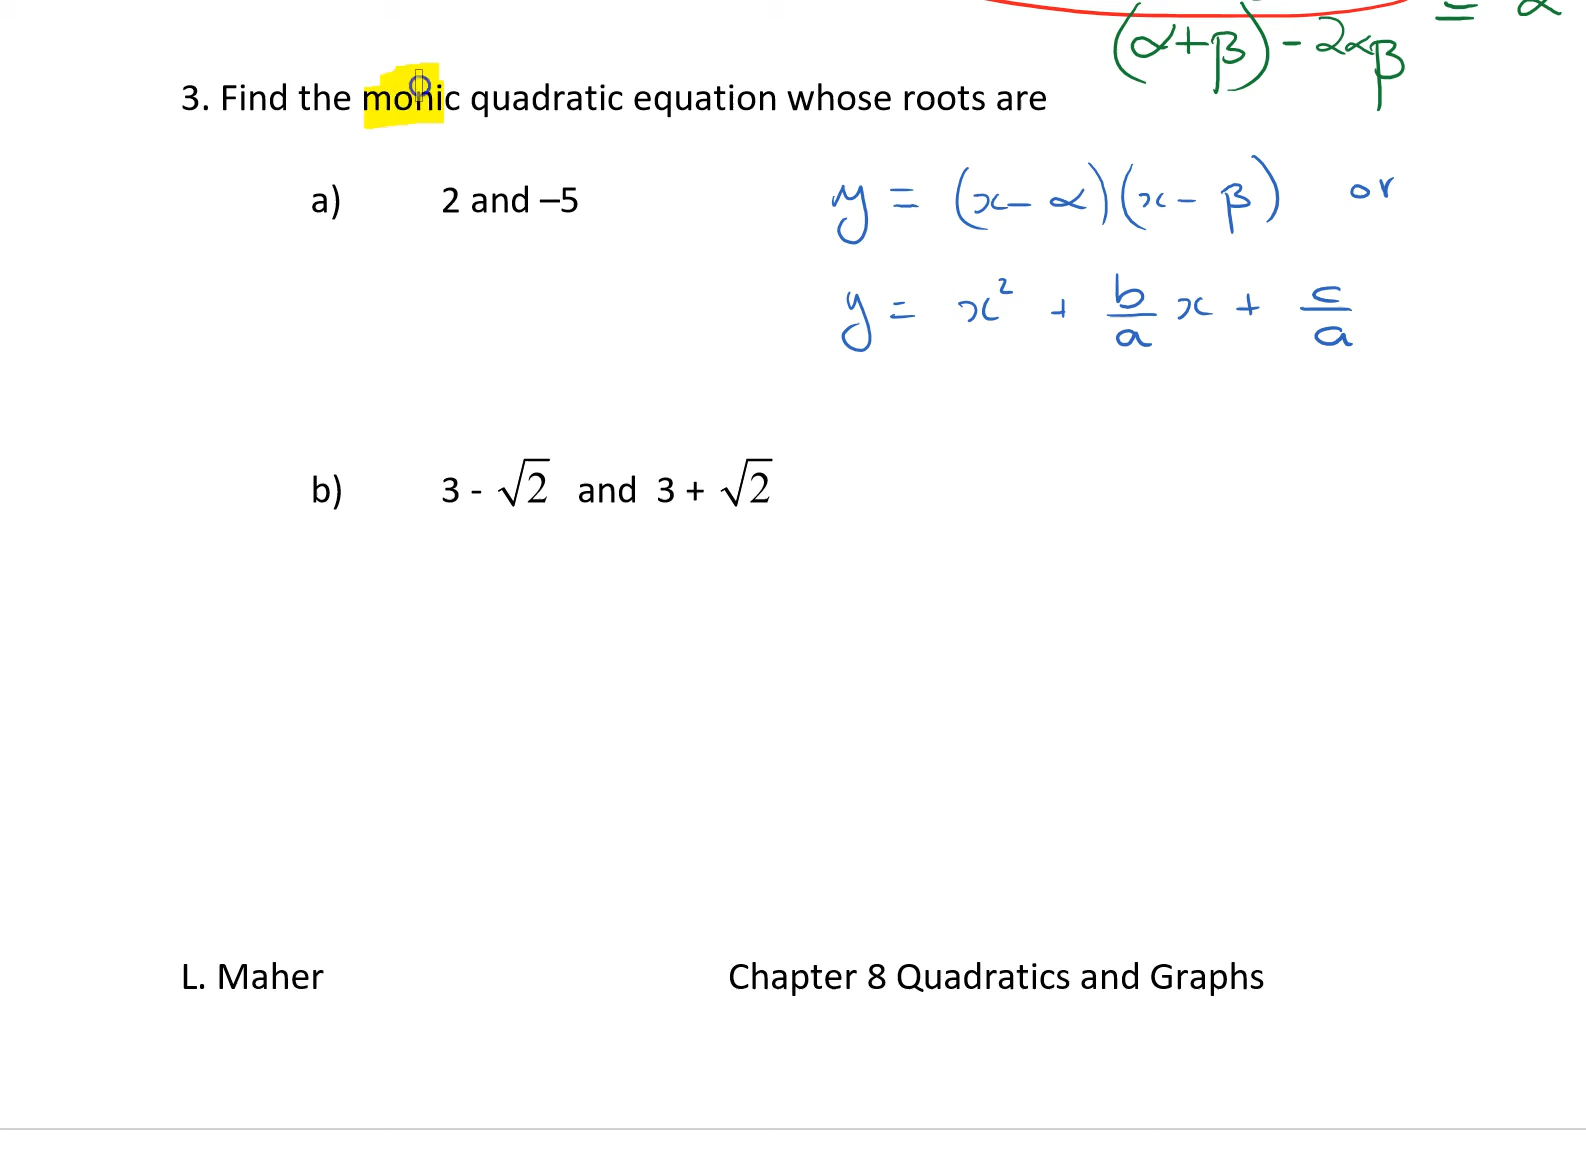 = α
(α+β) - 2αβ
3. Find the monic quadratic equation whose roots are
a) 2 and –5
y = (x - α)(x - β) or
y = x² + b/a x + c/a
b) 3 - √2 and 3 + √2
L. Maher Chapter 8 Quadratics and Graphs